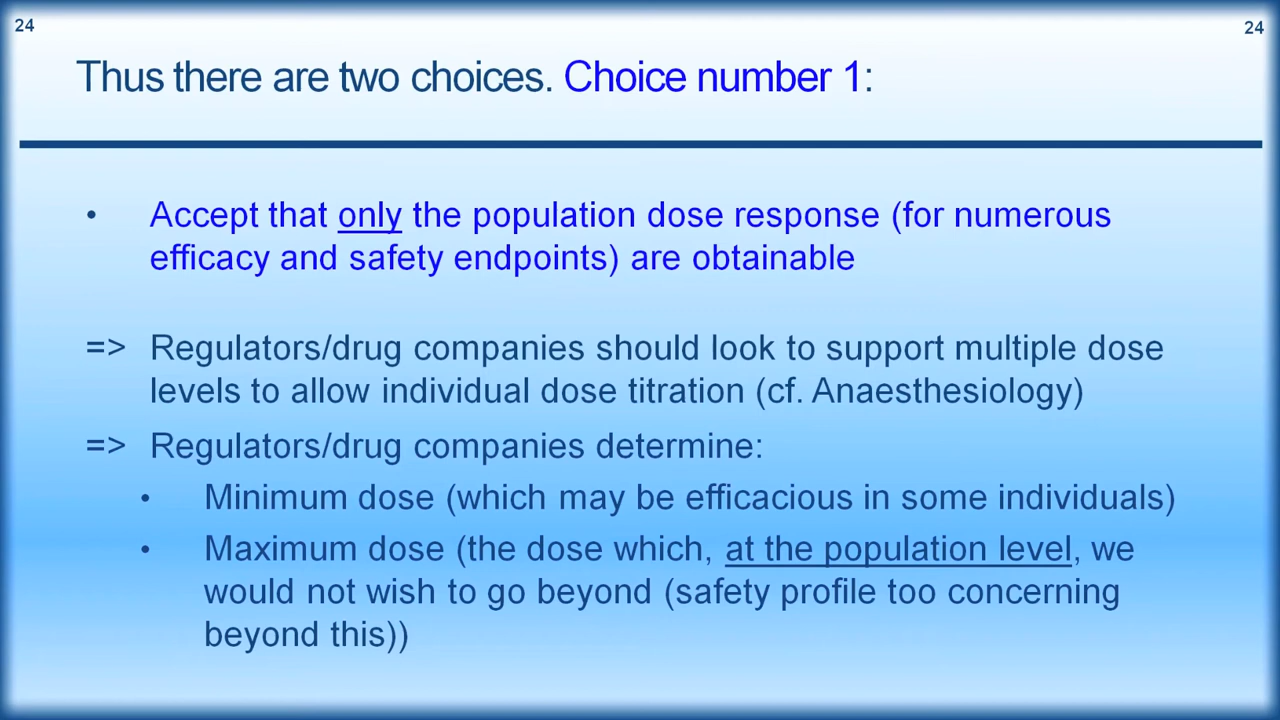 24
24
Thus there are two choices. Choice number 1:
• Accept that only the population dose response (for numerous
efficacy and safety endpoints) are obtainable
=> Regulators/drug companies should look to support multiple dose
levels to allow individual dose titration (cf. Anaesthesiology)
=> Regulators/drug companies determine:
• Minimum dose (which may be efficacious in some individuals)
• Maximum dose (the dose which, at the population level, we
would not wish to go beyond (safety profile too concerning
beyond this))